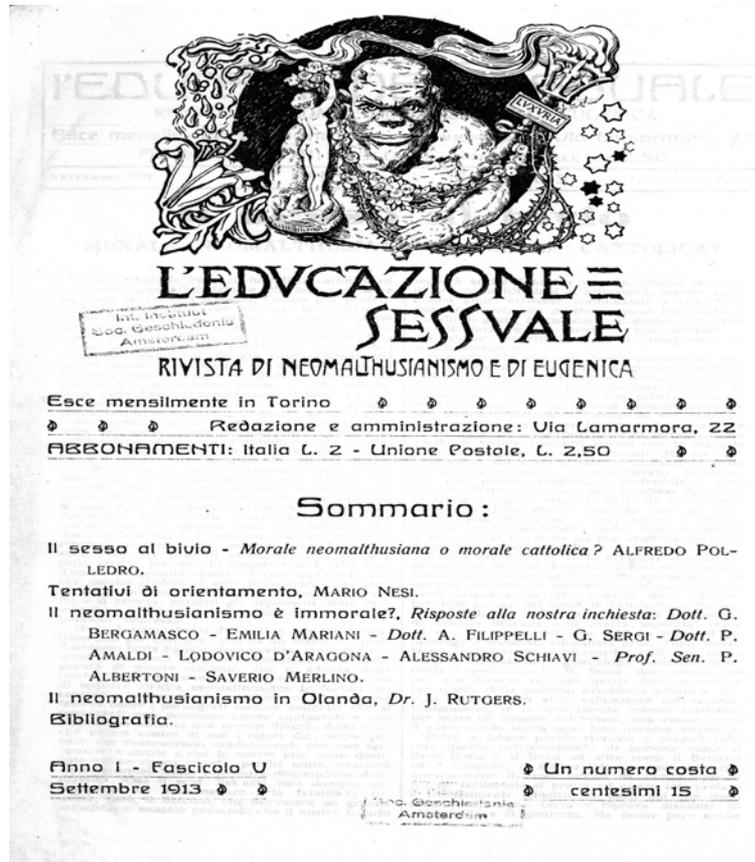 LVXVRIA
L'EDVCAZIONE
SESSVALE
Int. Instituut
Soc. Geschiedenis
Amsterdam
RIVISTA DI NEOMALTHUSIANISMO E DI EUGENICA
Esce mensilmente in Torino
Redazione e amministrazione: Via Lamarmora, 22
ABBONAMENTI: Italia L. 2 - Unione Postale, L. 2,50
Sommario:
Il sesso al bivio - Morale neomalthusiana o morale cattolica? ALFREDO POL-
LEDRO.
Tentativi di orientamento, MARIO NESI.
Il neomalthusianismo è immorale?, Risposte alla nostra inchiesta: Dott. G.
BERGAMASCO - EMILIA MARIANI - Dott. A. FILIPPELLI - G. SERGI - Dott. P.
AMALDI - LODOVICO D'ARAGONA - ALESSANDRO SCHIAVI - Prof. Sen. P.
ALBERTONI - SAVERIO MERLINO.
Il neomalthusianismo in Olanda, Dr. J. RUTGERS.
Bibliografia.
Anno I - Fascicolo V
Settembre 1913
Un numero costa
centesimi 15
Soc. Geschiedenis
Amsterdam